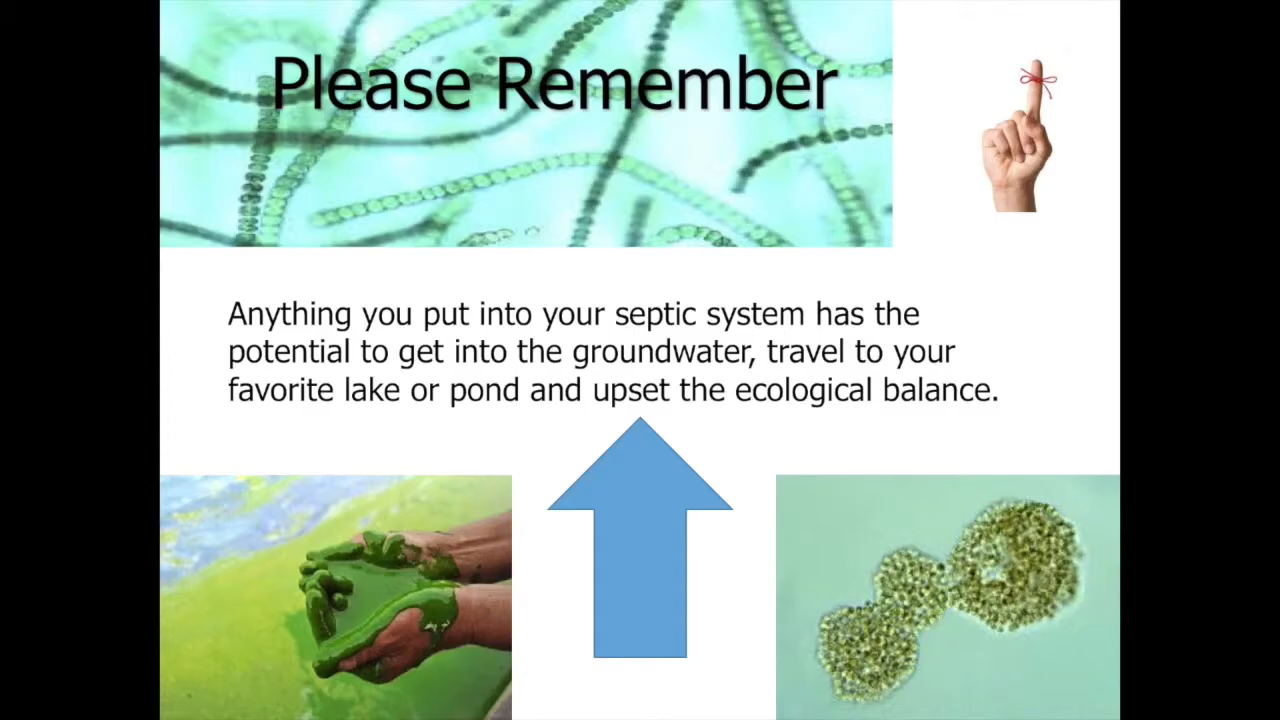 Please Remember
Anything you put into your septic system has the
potential to get into the groundwater, travel to your
favorite lake or pond and upset the ecological balance.